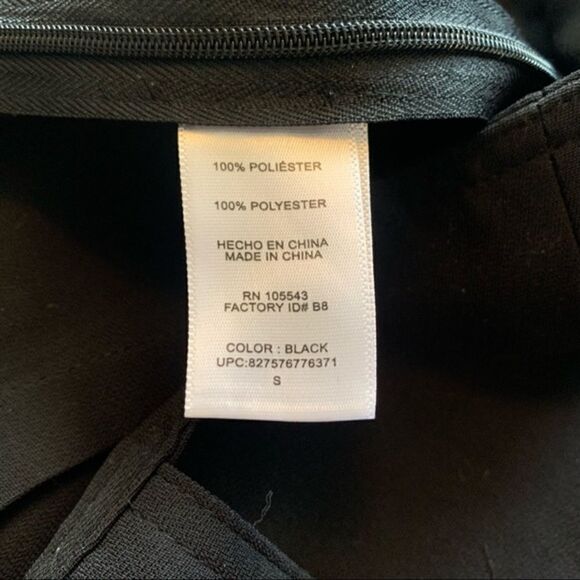 100% POLIÉSTER
100% POLYESTER
HECHO EN CHINA
MADE IN CHINA
RN 105543
FACTORY ID# B8
COLOR : BLACK
UPC:827576776371
S